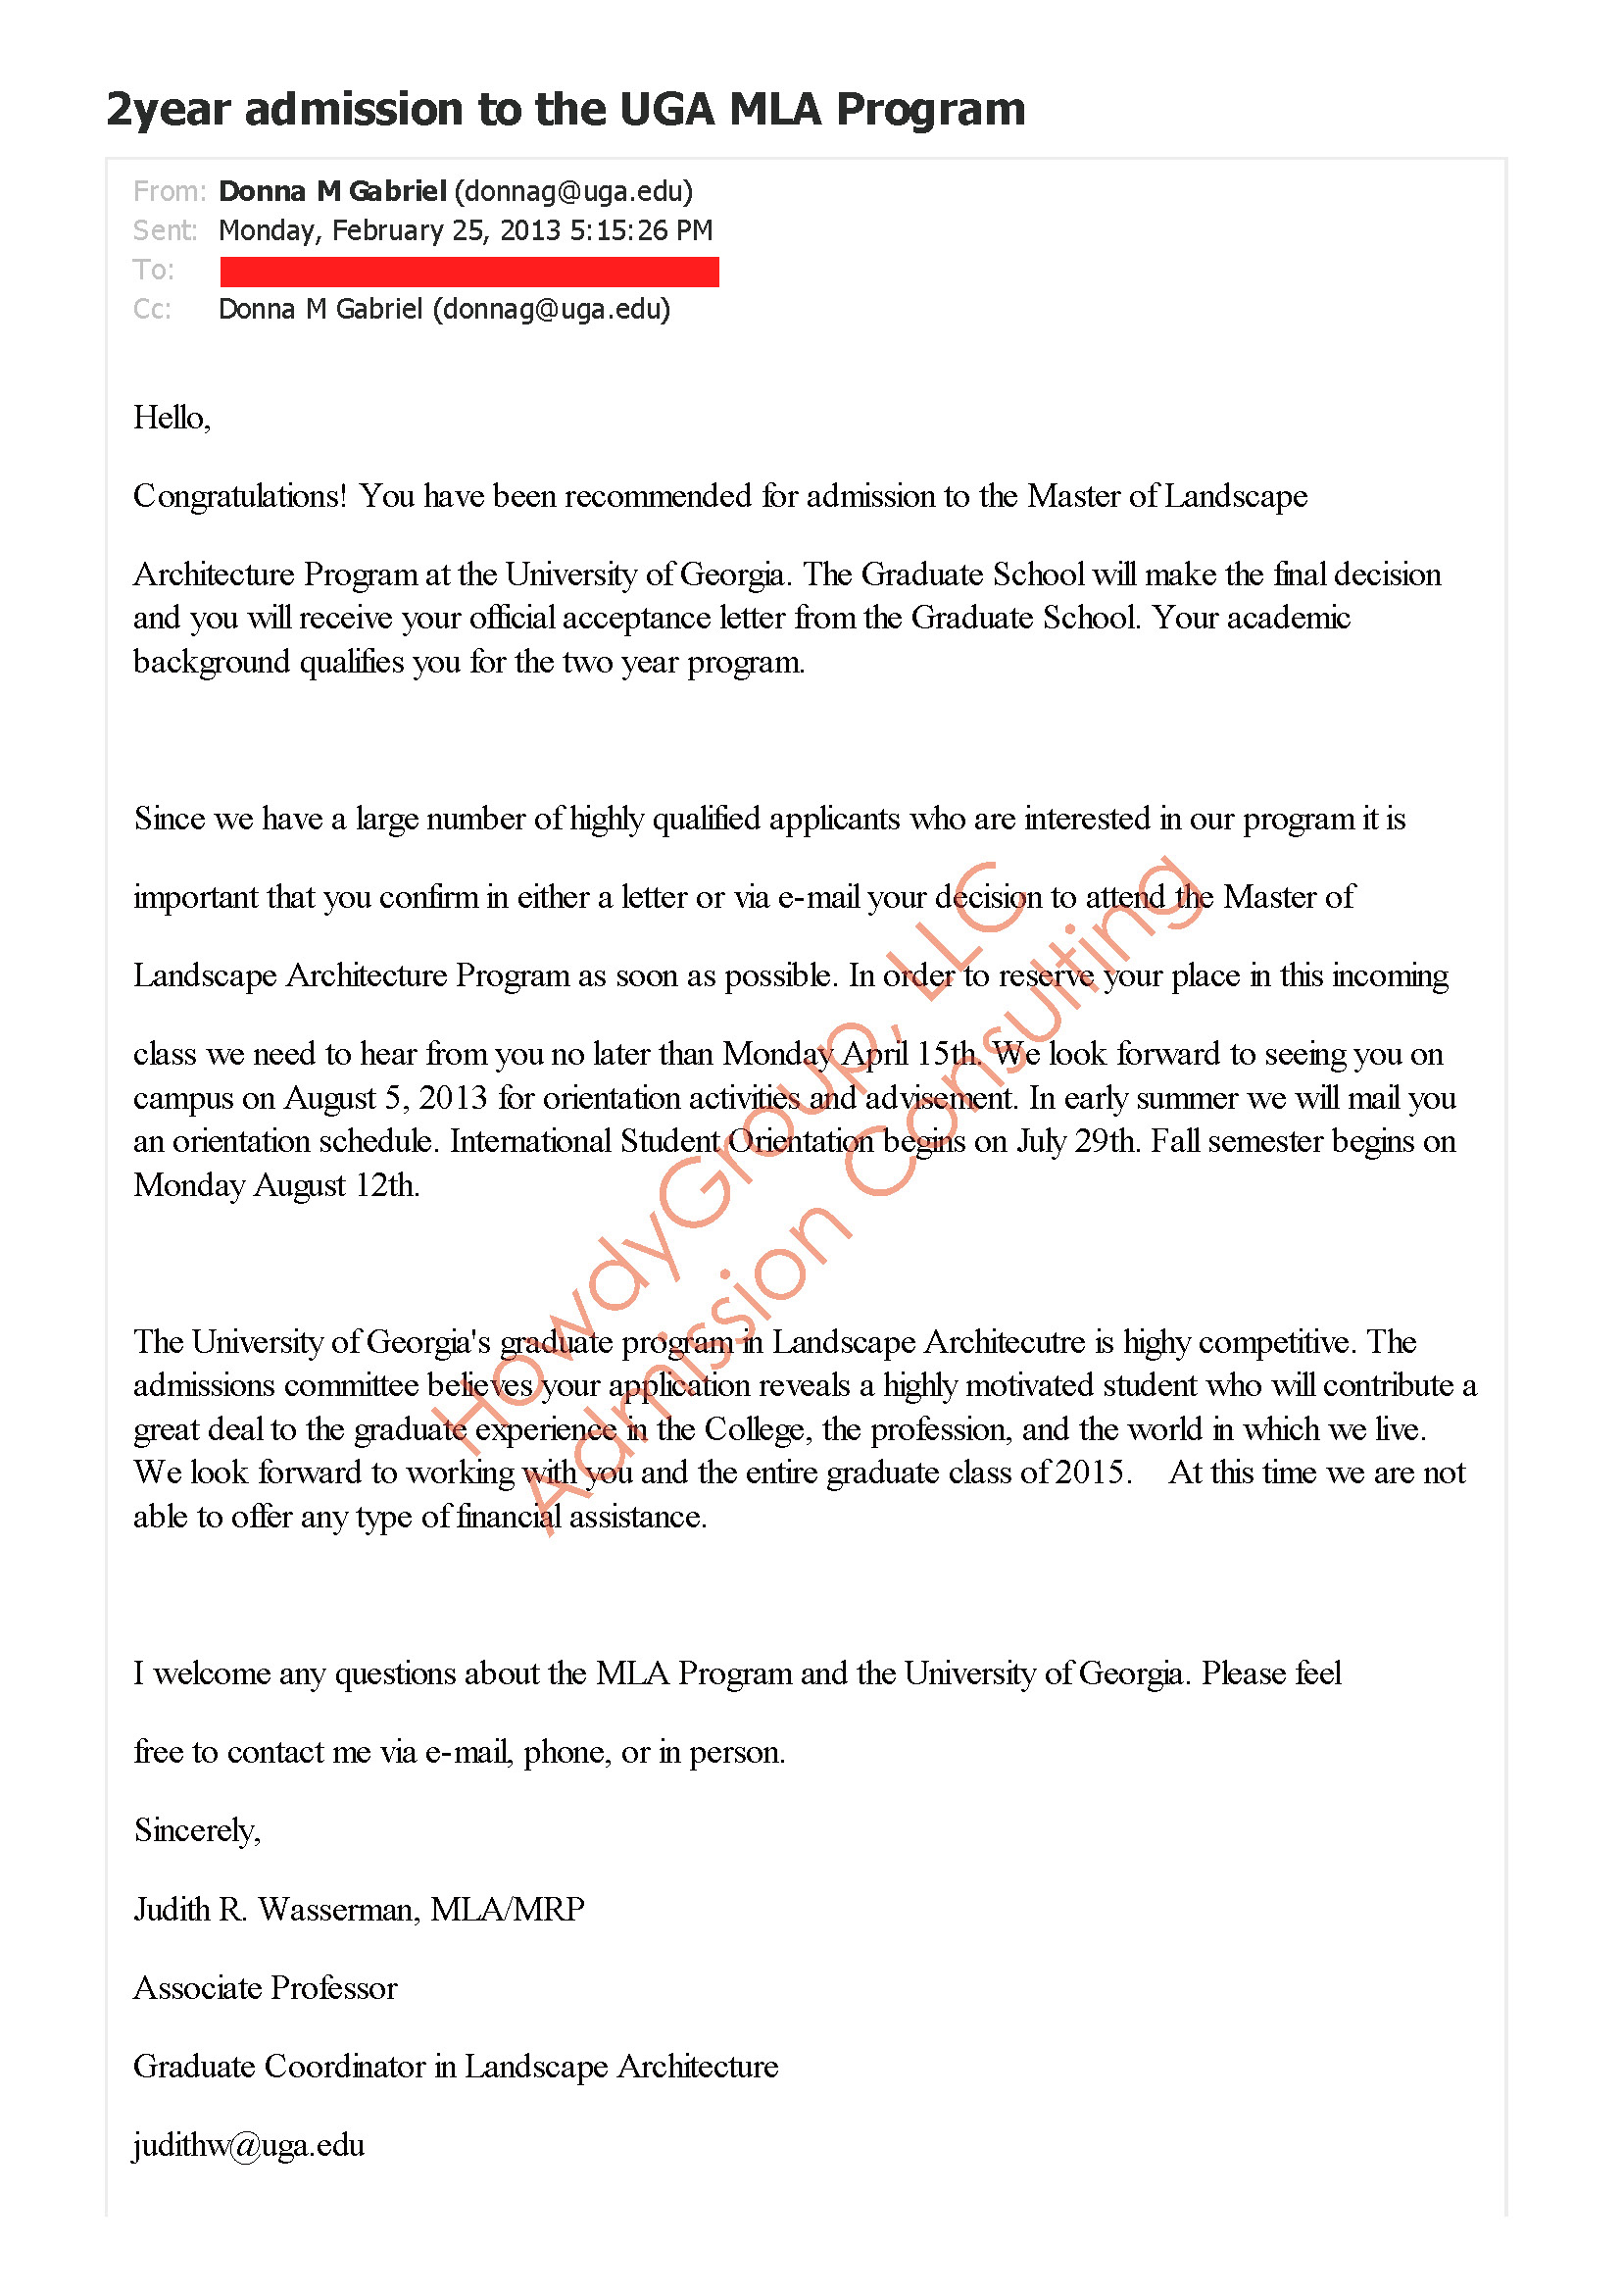 2year admission to the UGA MLA Program
From: Donna M Gabriel (donnag@uga.edu)
Sent: Monday, February 25, 2013 5:15:26 PM
To:
Cc: Donna M Gabriel (donnag@uga.edu)
Hello,
Congratulations! You have been recommended for admission to the Master of Landscape
Architecture Program at the University of Georgia. The Graduate School will make the final decision
and you will receive your official acceptance letter from the Graduate School. Your academic
background qualifies you for the two year program.
Since we have a large number of highly qualified applicants who are interested in our program it is
important that you confirm in either a letter or via e-mail your decision to attend the Master of
Landscape Architecture Program as soon as possible. In order to reserve your place in this incoming
class we need to hear from you no later than Monday April 15th. We look forward to seeing you on
campus on August 5, 2013 for orientation activities and advisement. In early summer we will mail you
an orientation schedule. International Student Orientation begins on July 29th. Fall semester begins on
Monday August 12th.
The University of Georgia's graduate program in Landscape Architecutre is highy competitive. The
admissions committee believes your application reveals a highly motivated student who will contribute a
great deal to the graduate experience in the College, the profession, and the world in which we live.
We look forward to working with you and the entire graduate class of 2015. At this time we are not
able to offer any type of financial assistance.
I welcome any questions about the MLA Program and the University of Georgia. Please feel
free to contact me via e-mail, phone, or in person.
Sincerely,
Judith R. Wasserman, MLA/MRP
Associate Professor
Graduate Coordinator in Landscape Architecture
judithw@uga.edu
HowdyGroup, LLC
Admission Consulting